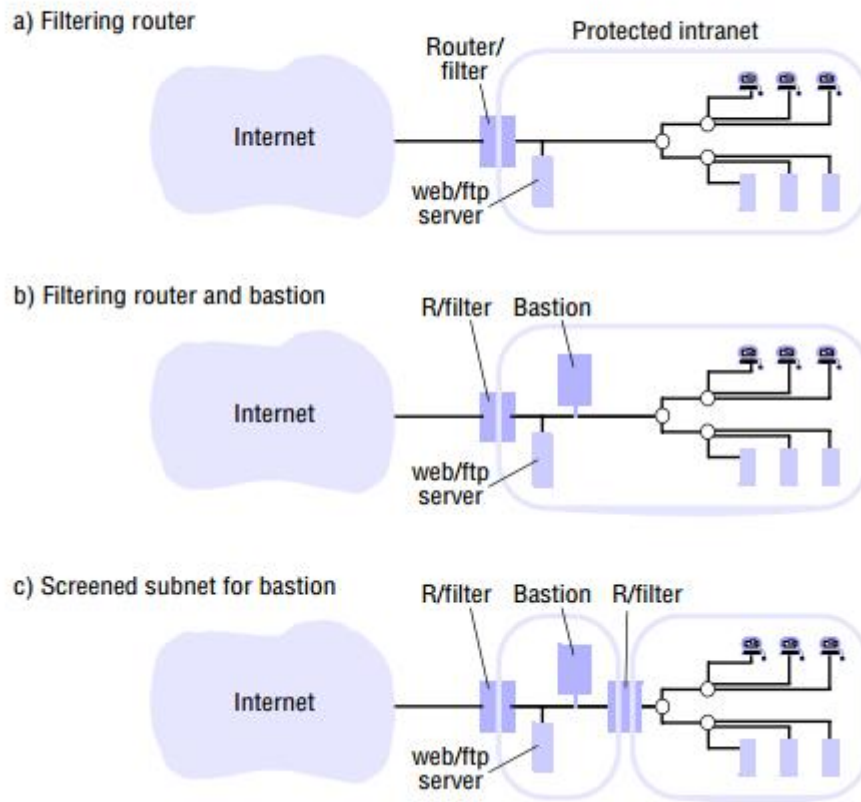 a) Filtering router
Protected intranet
Router/
filter
Internet
web/ftp
server
b) Filtering router and bastion
R/filter
Bastion
Internet
web/ftp
server
c) Screened subnet for bastion
R/filter
Bastion
R/filter
Internet
web/ftp
server